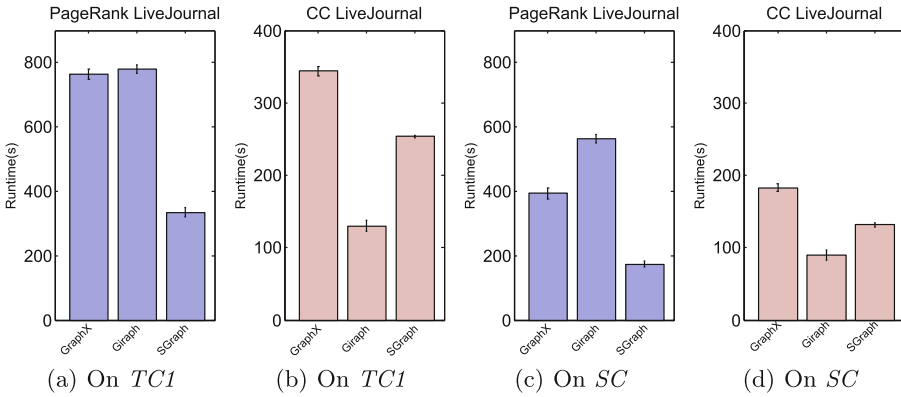 PageRank LiveJournal
Runtime(s)
800
600
400
200
0
GraphX
Giraph
SGraph
(a) On TC1
CC LiveJournal
Runtime(s)
400
300
200
100
0
GraphX
Giraph
SGraph
(b) On TC1
PageRank LiveJournal
Runtime(s)
800
600
400
200
0
GraphX
Giraph
SGraph
(c) On SC
CC LiveJournal
Runtime(s)
400
300
200
100
0
GraphX
Giraph
SGraph
(d) On SC